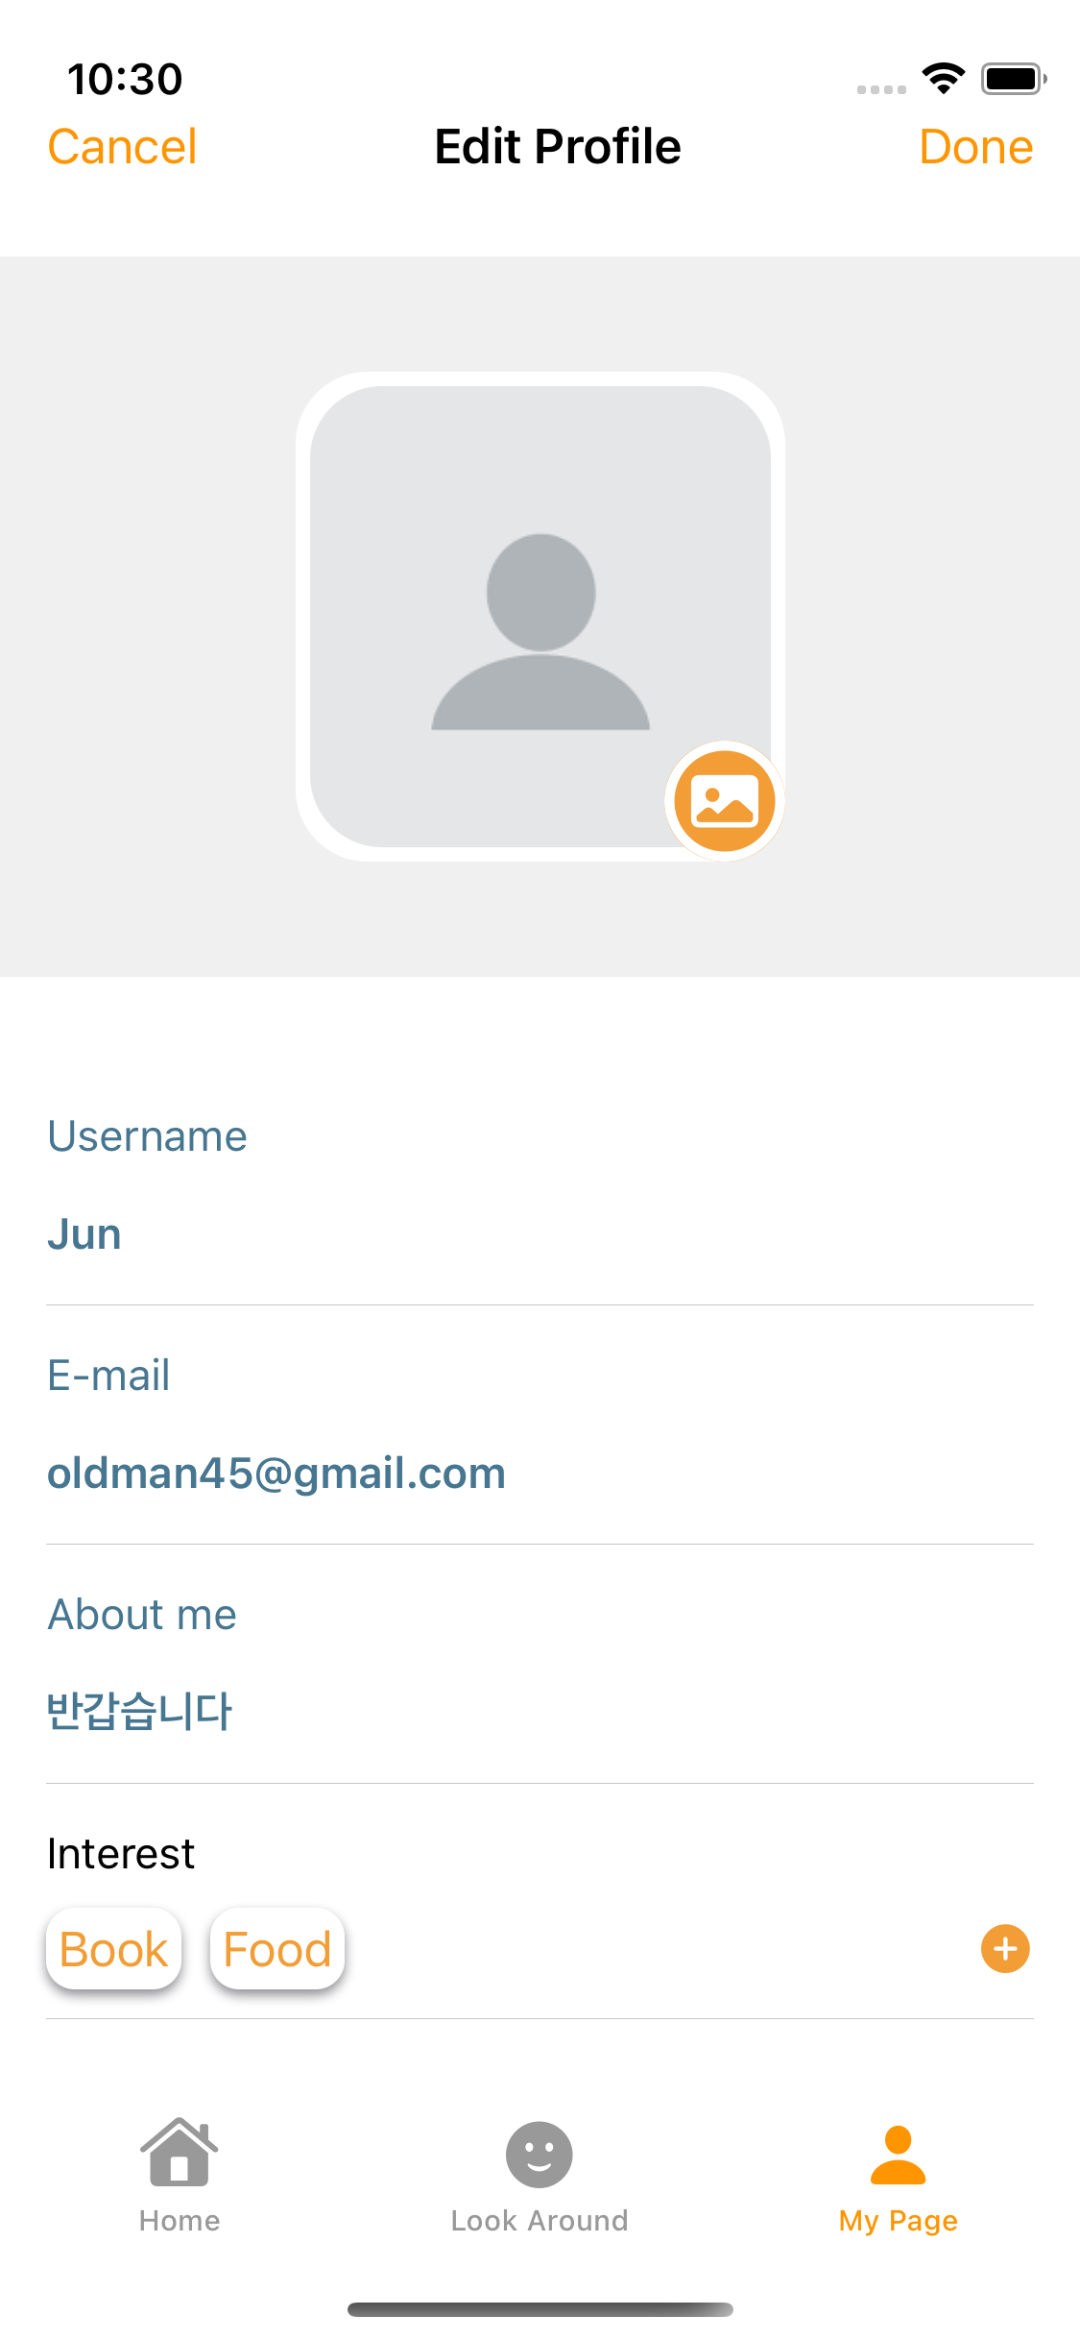 10:30
Cancel Edit Profile Done
Username
Jun
E-mail
oldman45@gmail.com
About me
반갑습니다
Interest
Book Food
Home Look Around My Page